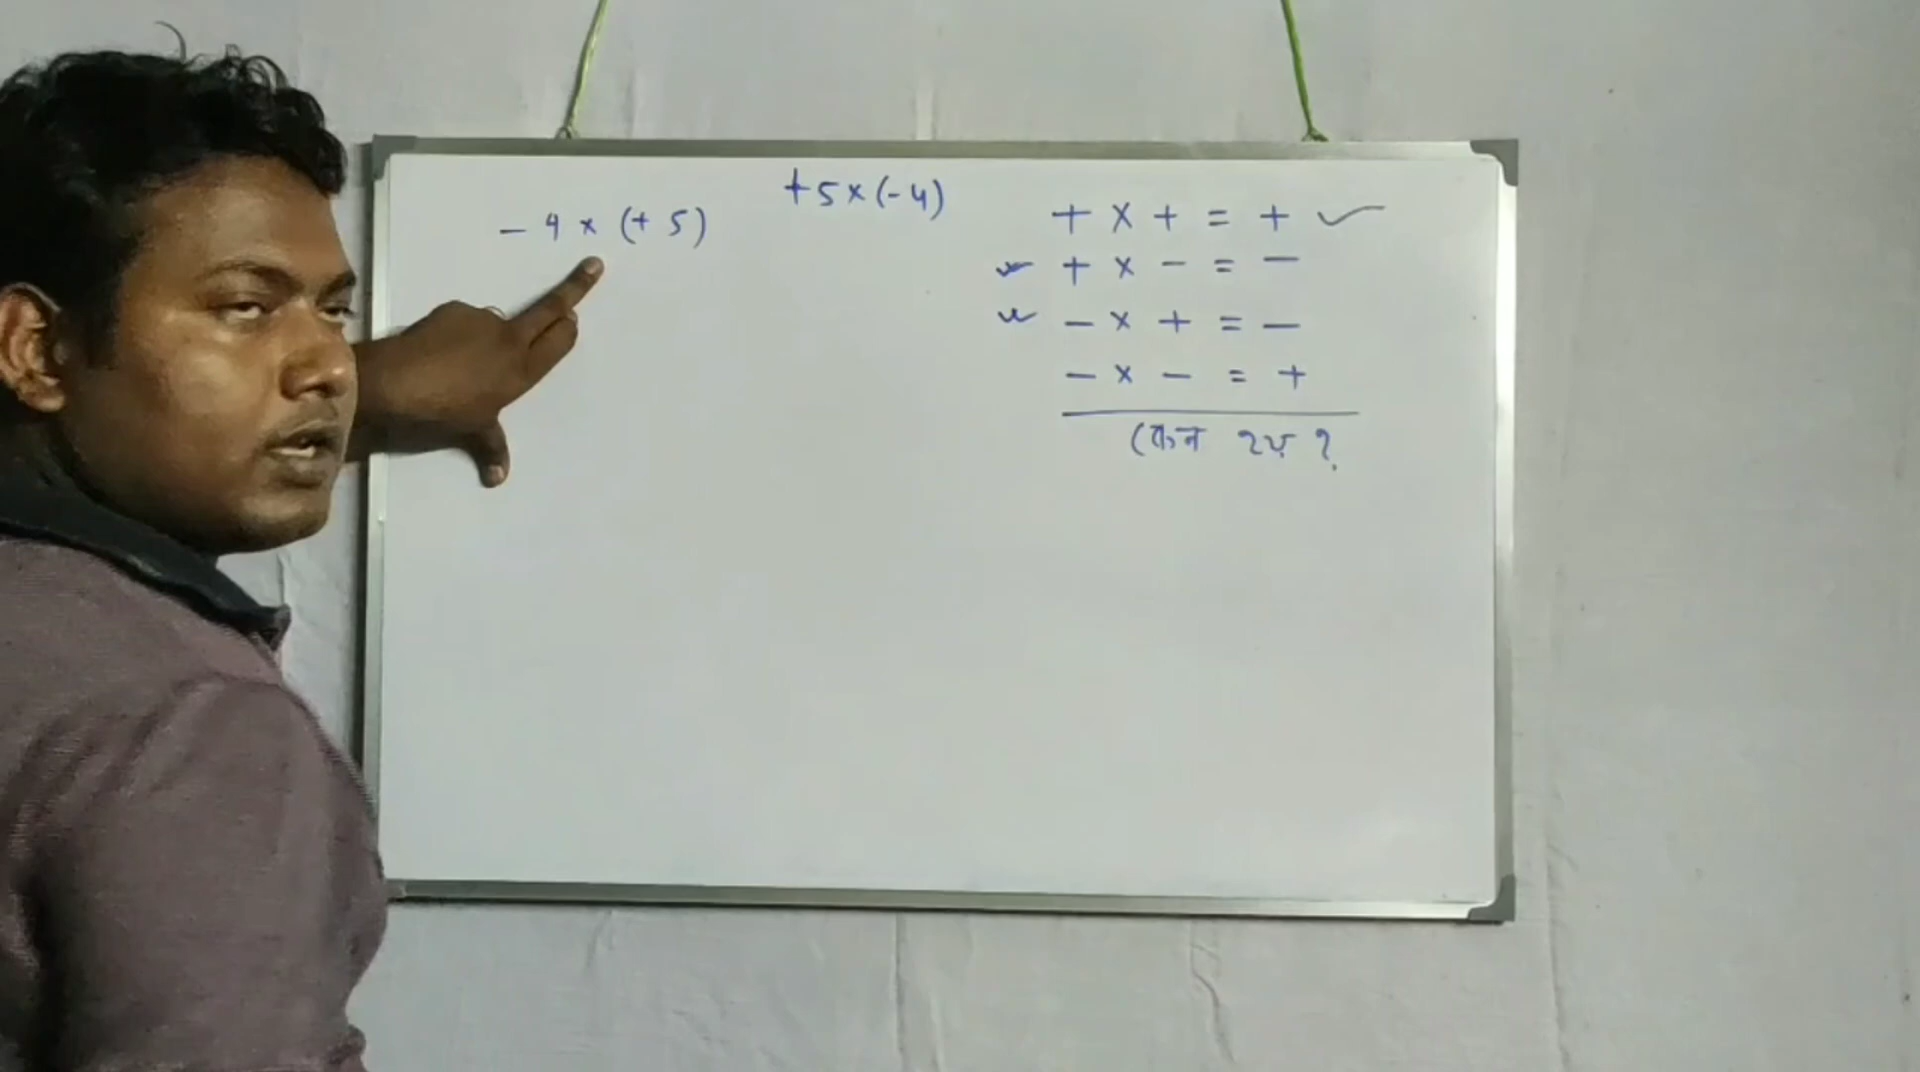 - 4 × (+ 5)
+5×(-4)
+ × + = + ✓
✓ + × - = -
✓ - × + = -
- × - = +
কেন হয় ?